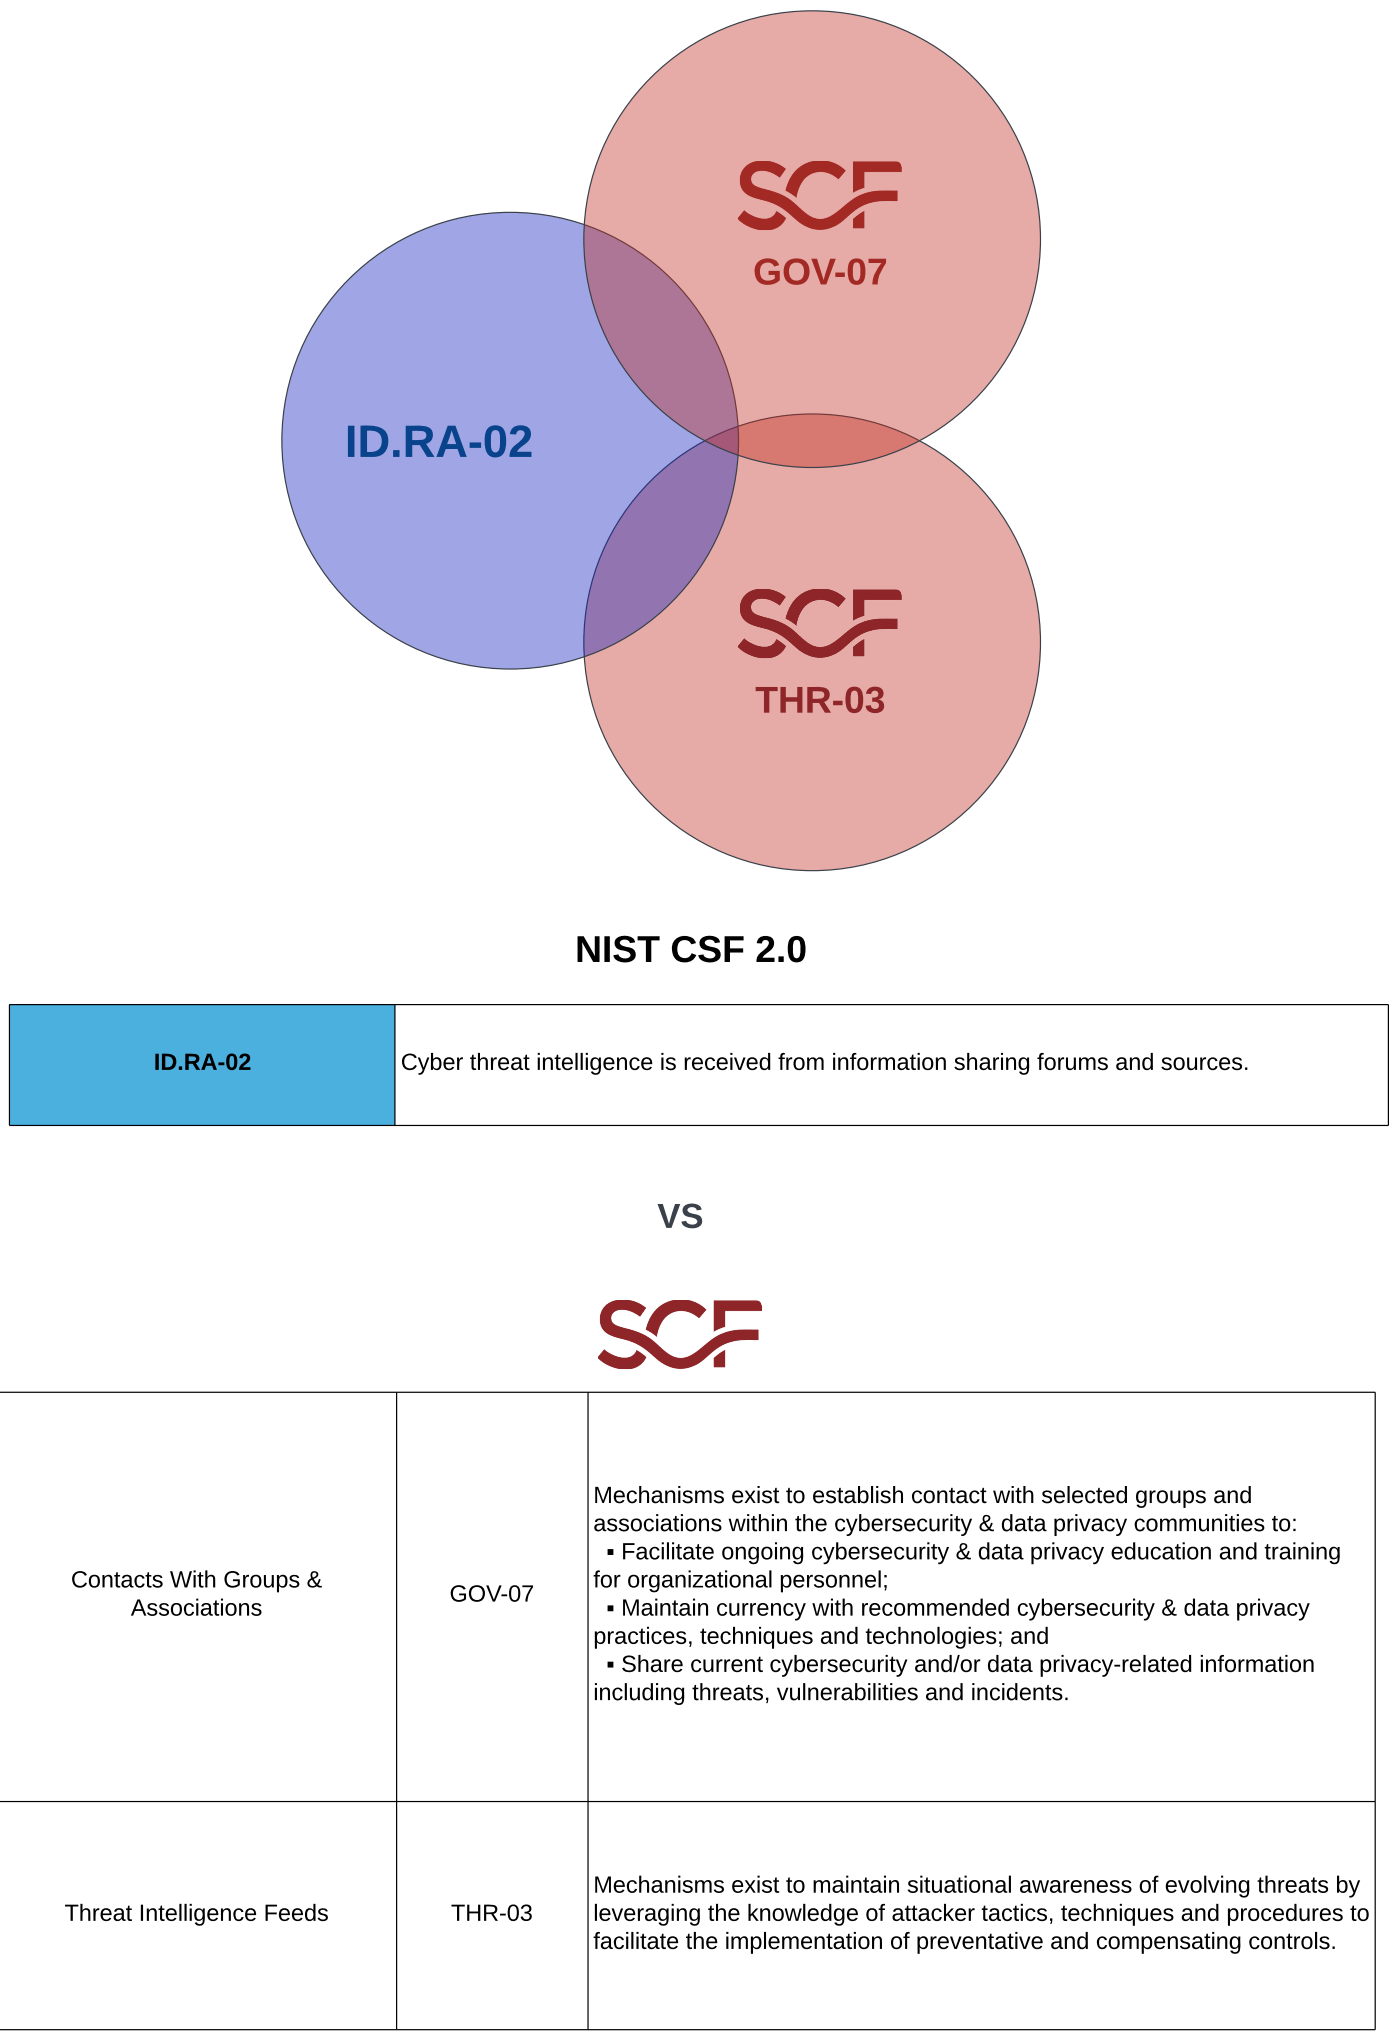 SCF
GOV-07
ID.RA-02
SCF
THR-03
NIST CSF 2.0
ID.RA-02
Cyber threat intelligence is received from information sharing forums and sources.
VS
SCF
Contacts With Groups &
Associations
GOV-07
Mechanisms exist to establish contact with selected groups and
associations within the cybersecurity & data privacy communities to:
▪ Facilitate ongoing cybersecurity & data privacy education and training
for organizational personnel;
▪ Maintain currency with recommended cybersecurity & data privacy
practices, techniques and technologies; and
▪ Share current cybersecurity and/or data privacy-related information
including threats, vulnerabilities and incidents.
Threat Intelligence Feeds
THR-03
Mechanisms exist to maintain situational awareness of evolving threats by
leveraging the knowledge of attacker tactics, techniques and procedures to
facilitate the implementation of preventative and compensating controls.